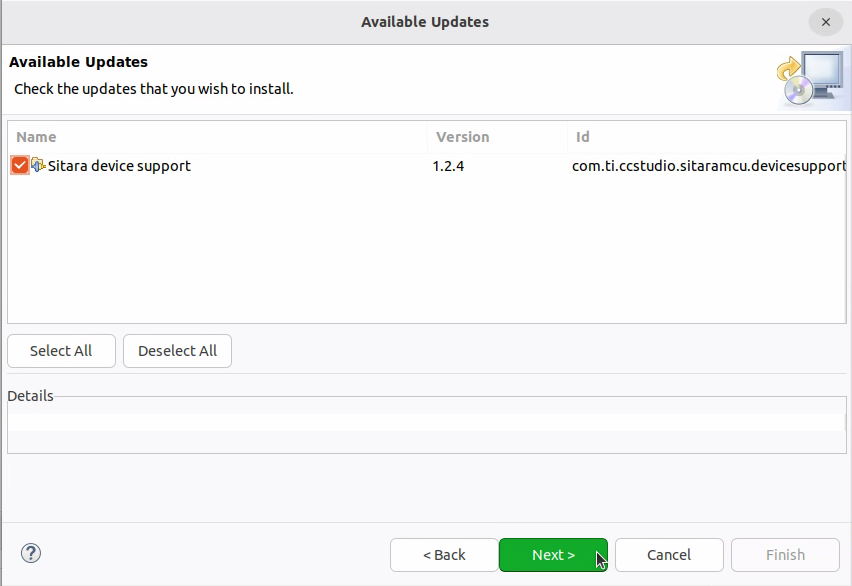 Available Updates
Available Updates
Check the updates that you wish to install.
Name Version Id
Sitara device support 1.2.4 com.ti.ccstudio.sitaramcu.devicesupport
Select All Deselect All
Details
< Back Next > Cancel Finish